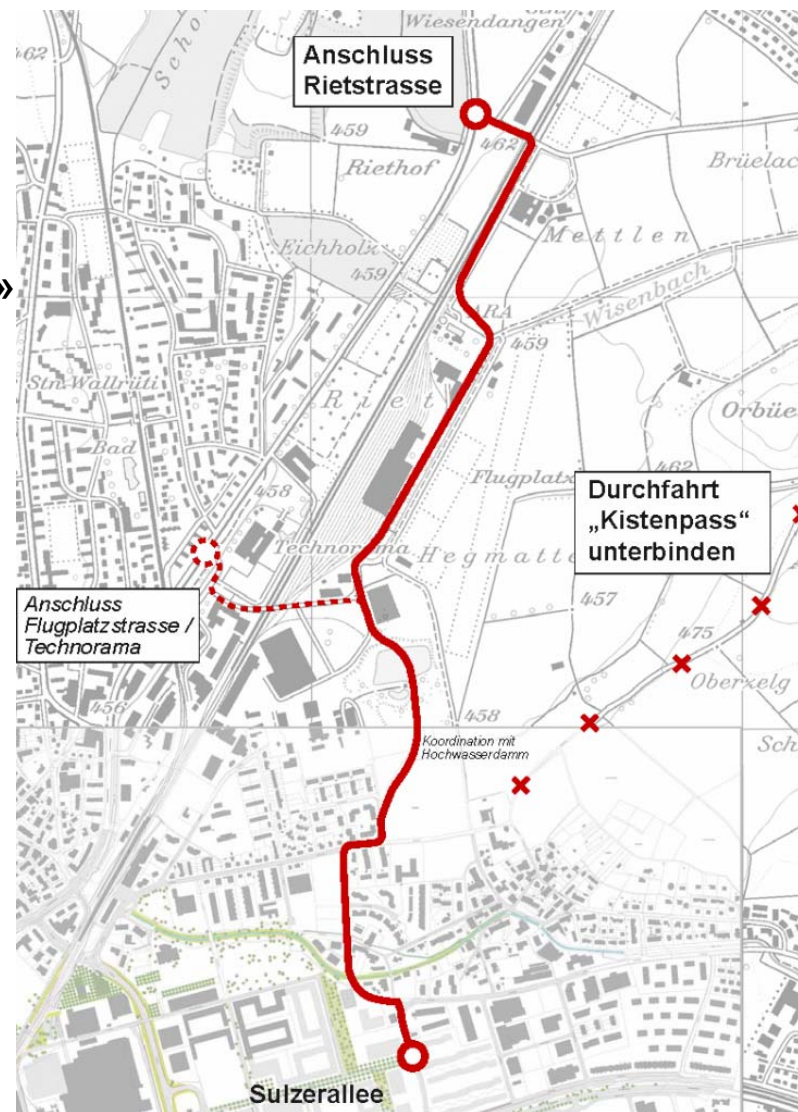 Wiesendangen
462
Scho
Anschluss
Rietstrasse
459
462
Riethof
Brüelac
Mettlen
Eichholz
459
»
Wisenbach
ARA
459
Stn. Wallrüti
Riet
Orbüe
Bad
Flugplatz
462
458
Durchfahrt
„Kistenpass“
unterbinden
Technorama
Hegmatte
Anschluss
Flugplatzstrasse /
Technorama
457
475
Oberzelg
456
458
Koordination mit
Hochwasserdamm
Sch
Sulzerallee